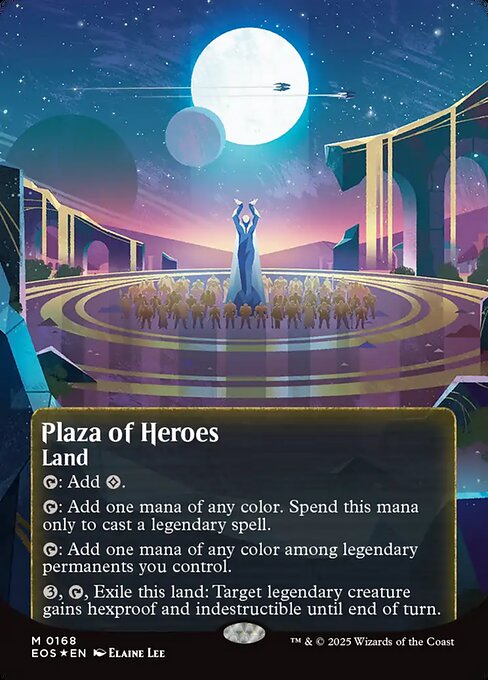 Plaza of Heroes
Land
: Add .
: Add one mana of any color. Spend this mana
only to cast a legendary spell.
: Add one mana of any color among legendary
permanents you control.
3, , Exile this land: Target legendary creature
gains hexproof and indestructible until end of turn.
M 0168
EOS★EN Elaine Lee
™ & © 2025 Wizards of the Coast